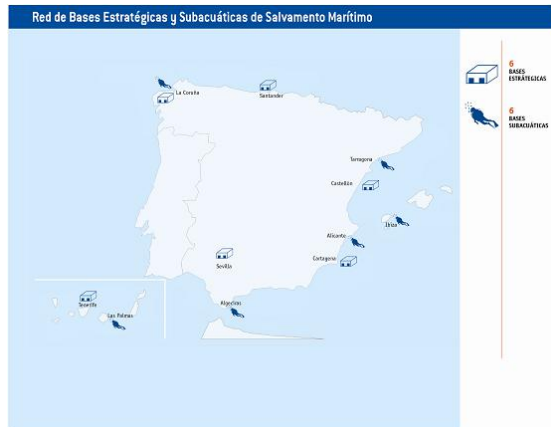 Red de Bases Estratégicas y Subacuáticas de Salvamento Marítimo
6
BASES
ESTRATEGICAS
6
BASES
SUBACUÁTICAS
La Coruña
Santander
Tarragona
Castellón
Ibiza
Alicante
Cartagena
Sevilla
Algeciras
Tenerife
Las Palmas